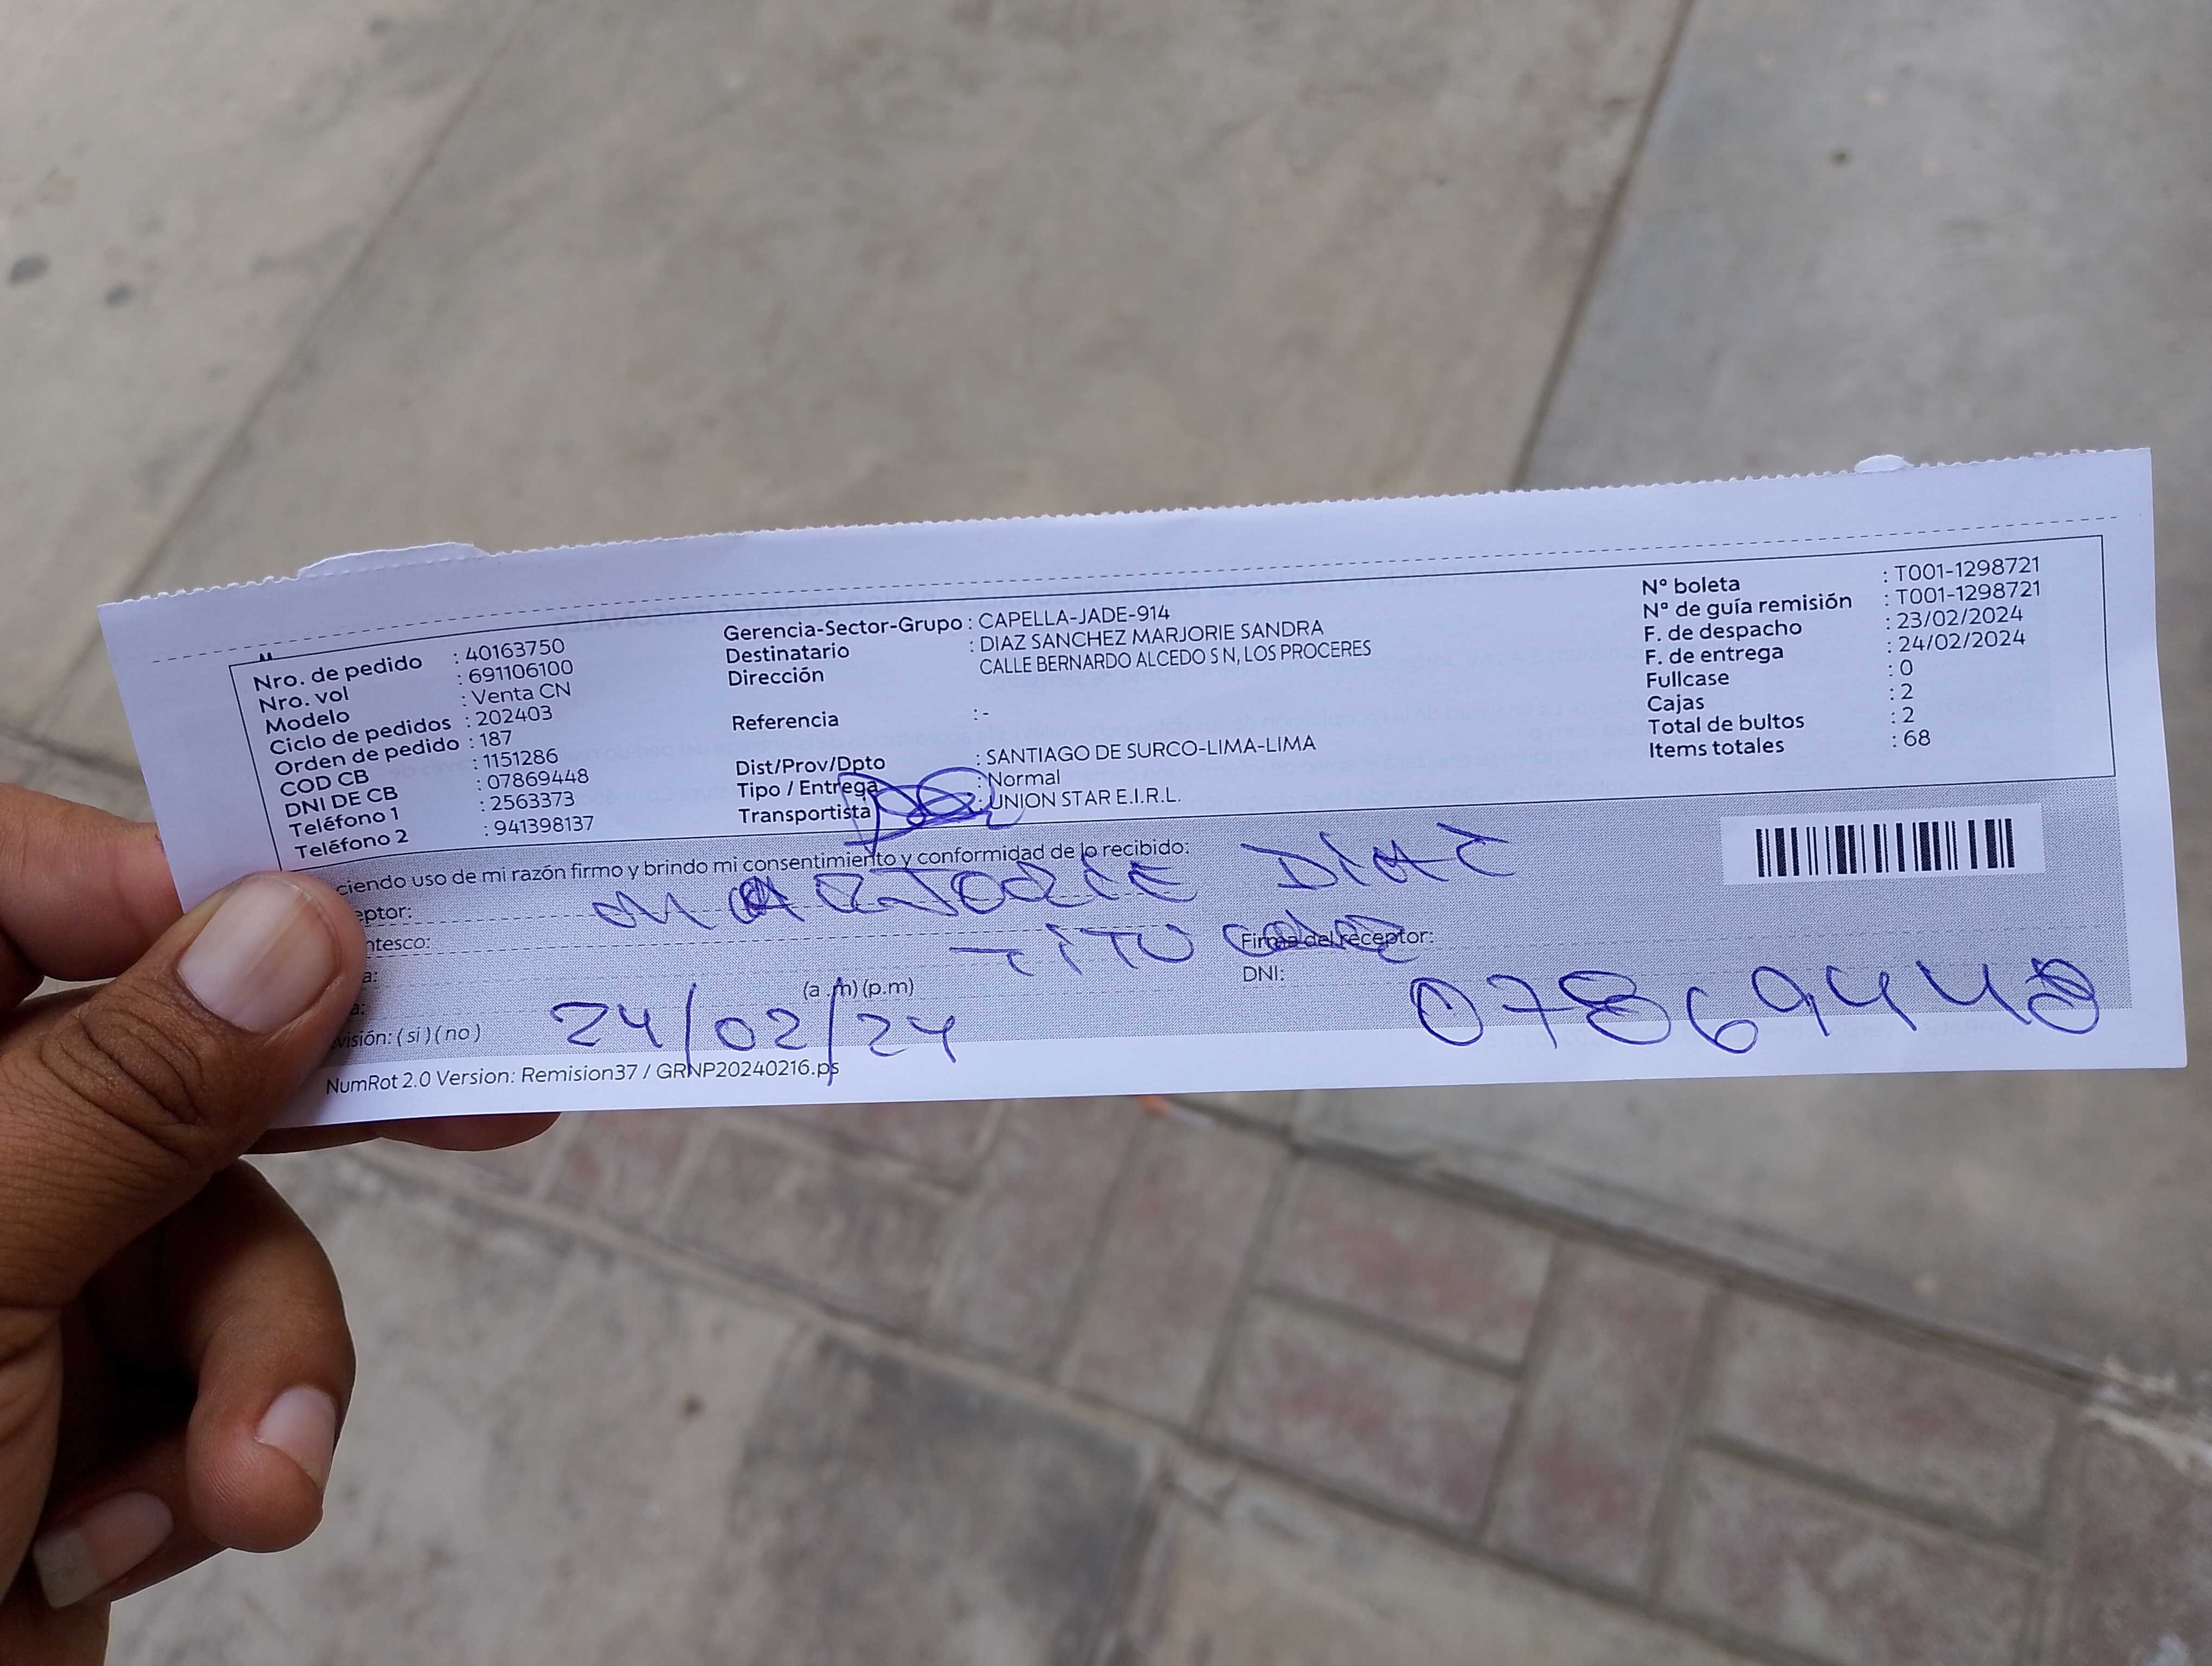 Nro. de pedido : 40163750
Nro. vol : 691106100
Modelo : Venta CN
Ciclo de pedidos : 202403
Orden de pedido : 187
COD CB : 1151286
DNI DE CB : 07869448
Teléfono 1 : 2563373
Teléfono 2 : 941398137
Gerencia-Sector-Grupo : CAPELLA-JADE-914
Destinatario : DIAZ SANCHEZ MARJORIE SANDRA
Dirección CALLE BERNARDO ALCEDO S N, LOS PROCERES
Referencia : -
Dist/Prov/Dpto : SANTIAGO DE SURCO-LIMA-LIMA
Tipo / Entrega : Normal
Transportista : UNION STAR E.I.R.L.
N° boleta : T001-1298721
N° de guía remisión : T001-1298721
F. de despacho : 23/02/2024
F. de entrega : 24/02/2024
Fullcase : 0
Cajas : 2
Total de bultos : 2
Items totales : 68
ciendo uso de mi razón firmo y brindo mi consentimiento y conformidad de lo recibido:
eptor: MARJORIE DIAZ
ntesco: TITULAR
Firma del receptor:
a:
a: (a .m) (p.m)
DNI: 07869448
visión: ( si ) ( no ) 24/02/24
NumRot 2.0 Version: Remision37 / GRNP20240216.ps